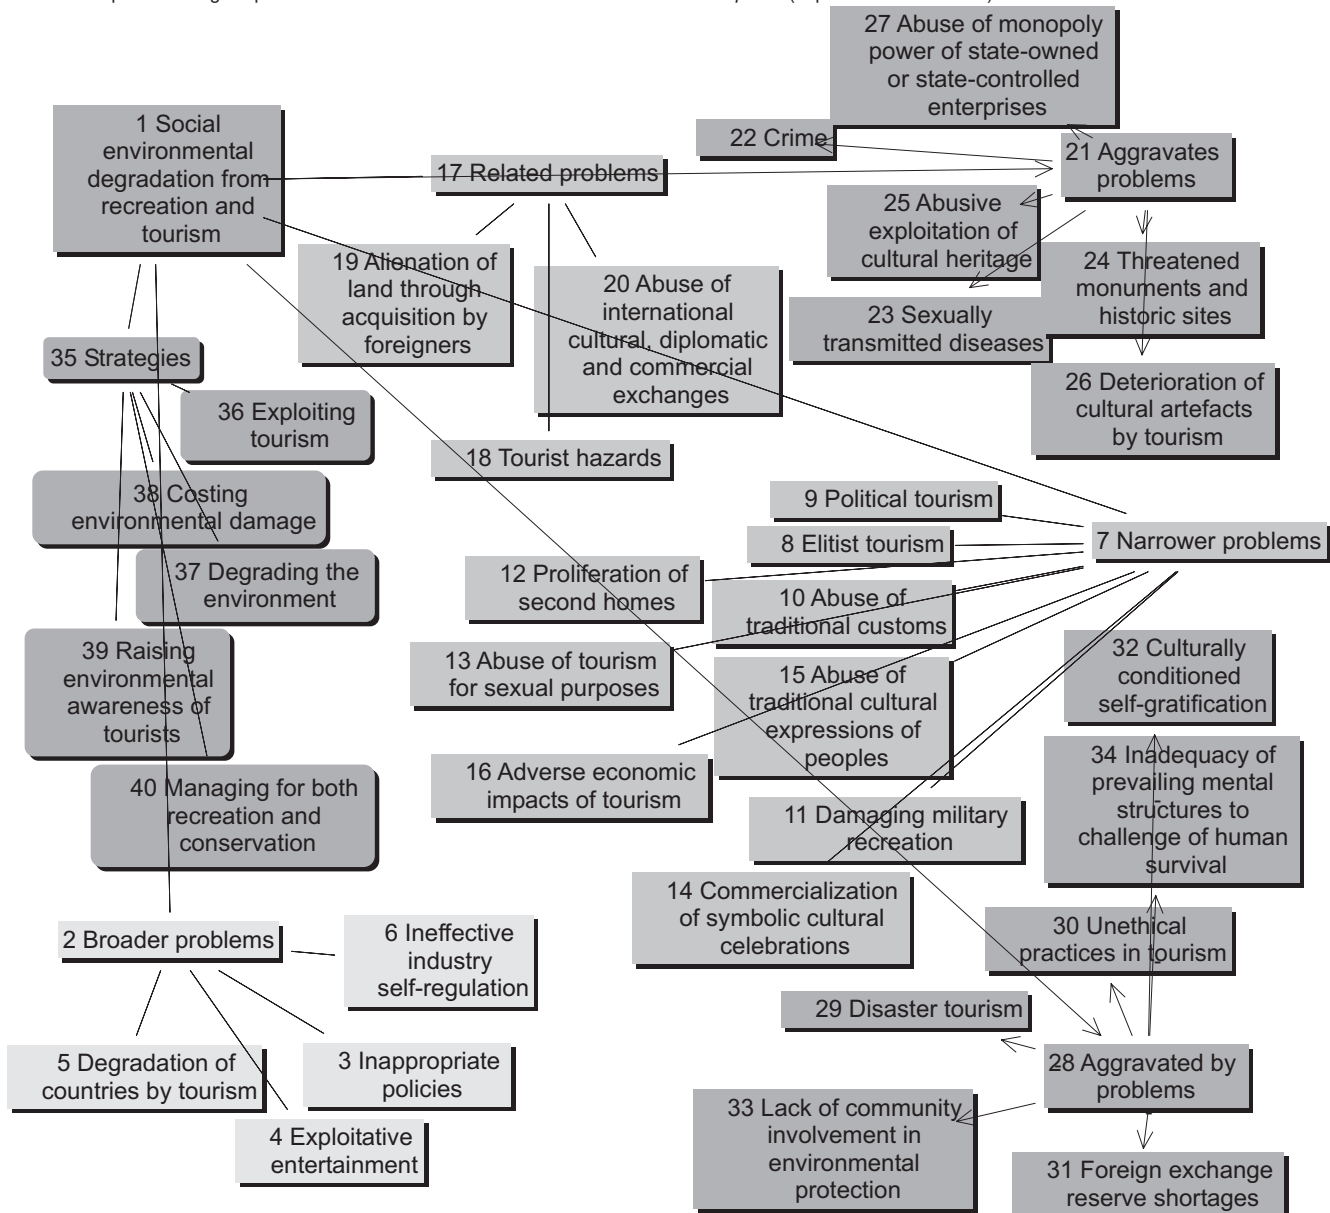 27 Abuse of monopoly
power of state-owned
or state-controlled
enterprises
1 Social
environmental
degradation from
recreation and
tourism
22 Crime
21 Aggravates
problems
17 Related problems
25 Abusive
exploitation of
cultural heritage
19 Alienation of
land through
acquisition by
foreigners
20 Abuse of
international
cultural, diplomatic
and commercial
exchanges
24 Threatened
monuments and
historic sites
23 Sexually
transmitted diseases
35 Strategies
36 Exploiting
tourism
26 Deterioration of
cultural artefacts
by tourism
18 Tourist hazards
38 Costing
environmental damage
9 Political tourism
8 Elitist tourism
7 Narrower problems
37 Degrading the
environment
12 Proliferation of
second homes
10 Abuse of
traditional customs
39 Raising
environmental
awareness of
tourists
13 Abuse of tourism
for sexual purposes
15 Abuse of
traditional cultural
expressions of
peoples
32 Culturally
conditioned
self-gratification
16 Adverse economic
impacts of tourism
34 Inadequacy of
prevailing mental
structures to
challenge of human
survival
40 Managing for both
recreation and
conservation
11 Damaging military
recreation
14 Commercialization
of symbolic cultural
celebrations
30 Unethical
practices in tourism
2 Broader problems
6 Ineffective
industry
self-regulation
29 Disaster tourism
5 Degradation of
countries by tourism
3 Inappropriate
policies
28 Aggravated by
problems
4 Exploitative
entertainment
33 Lack of community
involvement in
environmental
protection
31 Foreign exchange
reserve shortages